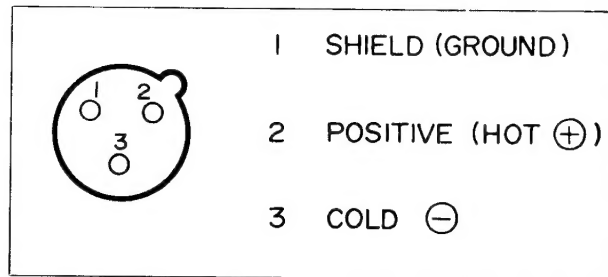 1 SHIELD (GROUND)
1 2
2 POSITIVE (HOT ⊕)
3
3 COLD ⊖